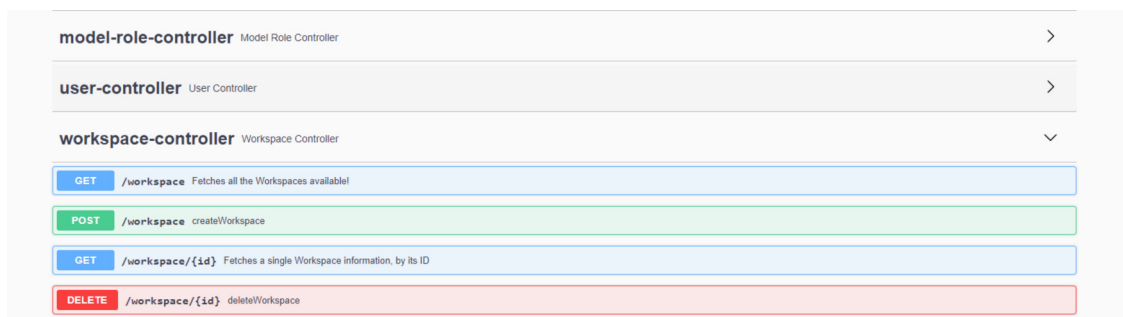 model-role-controller Model Role Controller
user-controller User Controller
workspace-controller Workspace Controller
GET /workspace Fetches all the Workspaces available!
POST /workspace createWorkspace
GET /workspace/{id} Fetches a single Workspace information, by its ID
DELETE /workspace/{id} deleteWorkspace